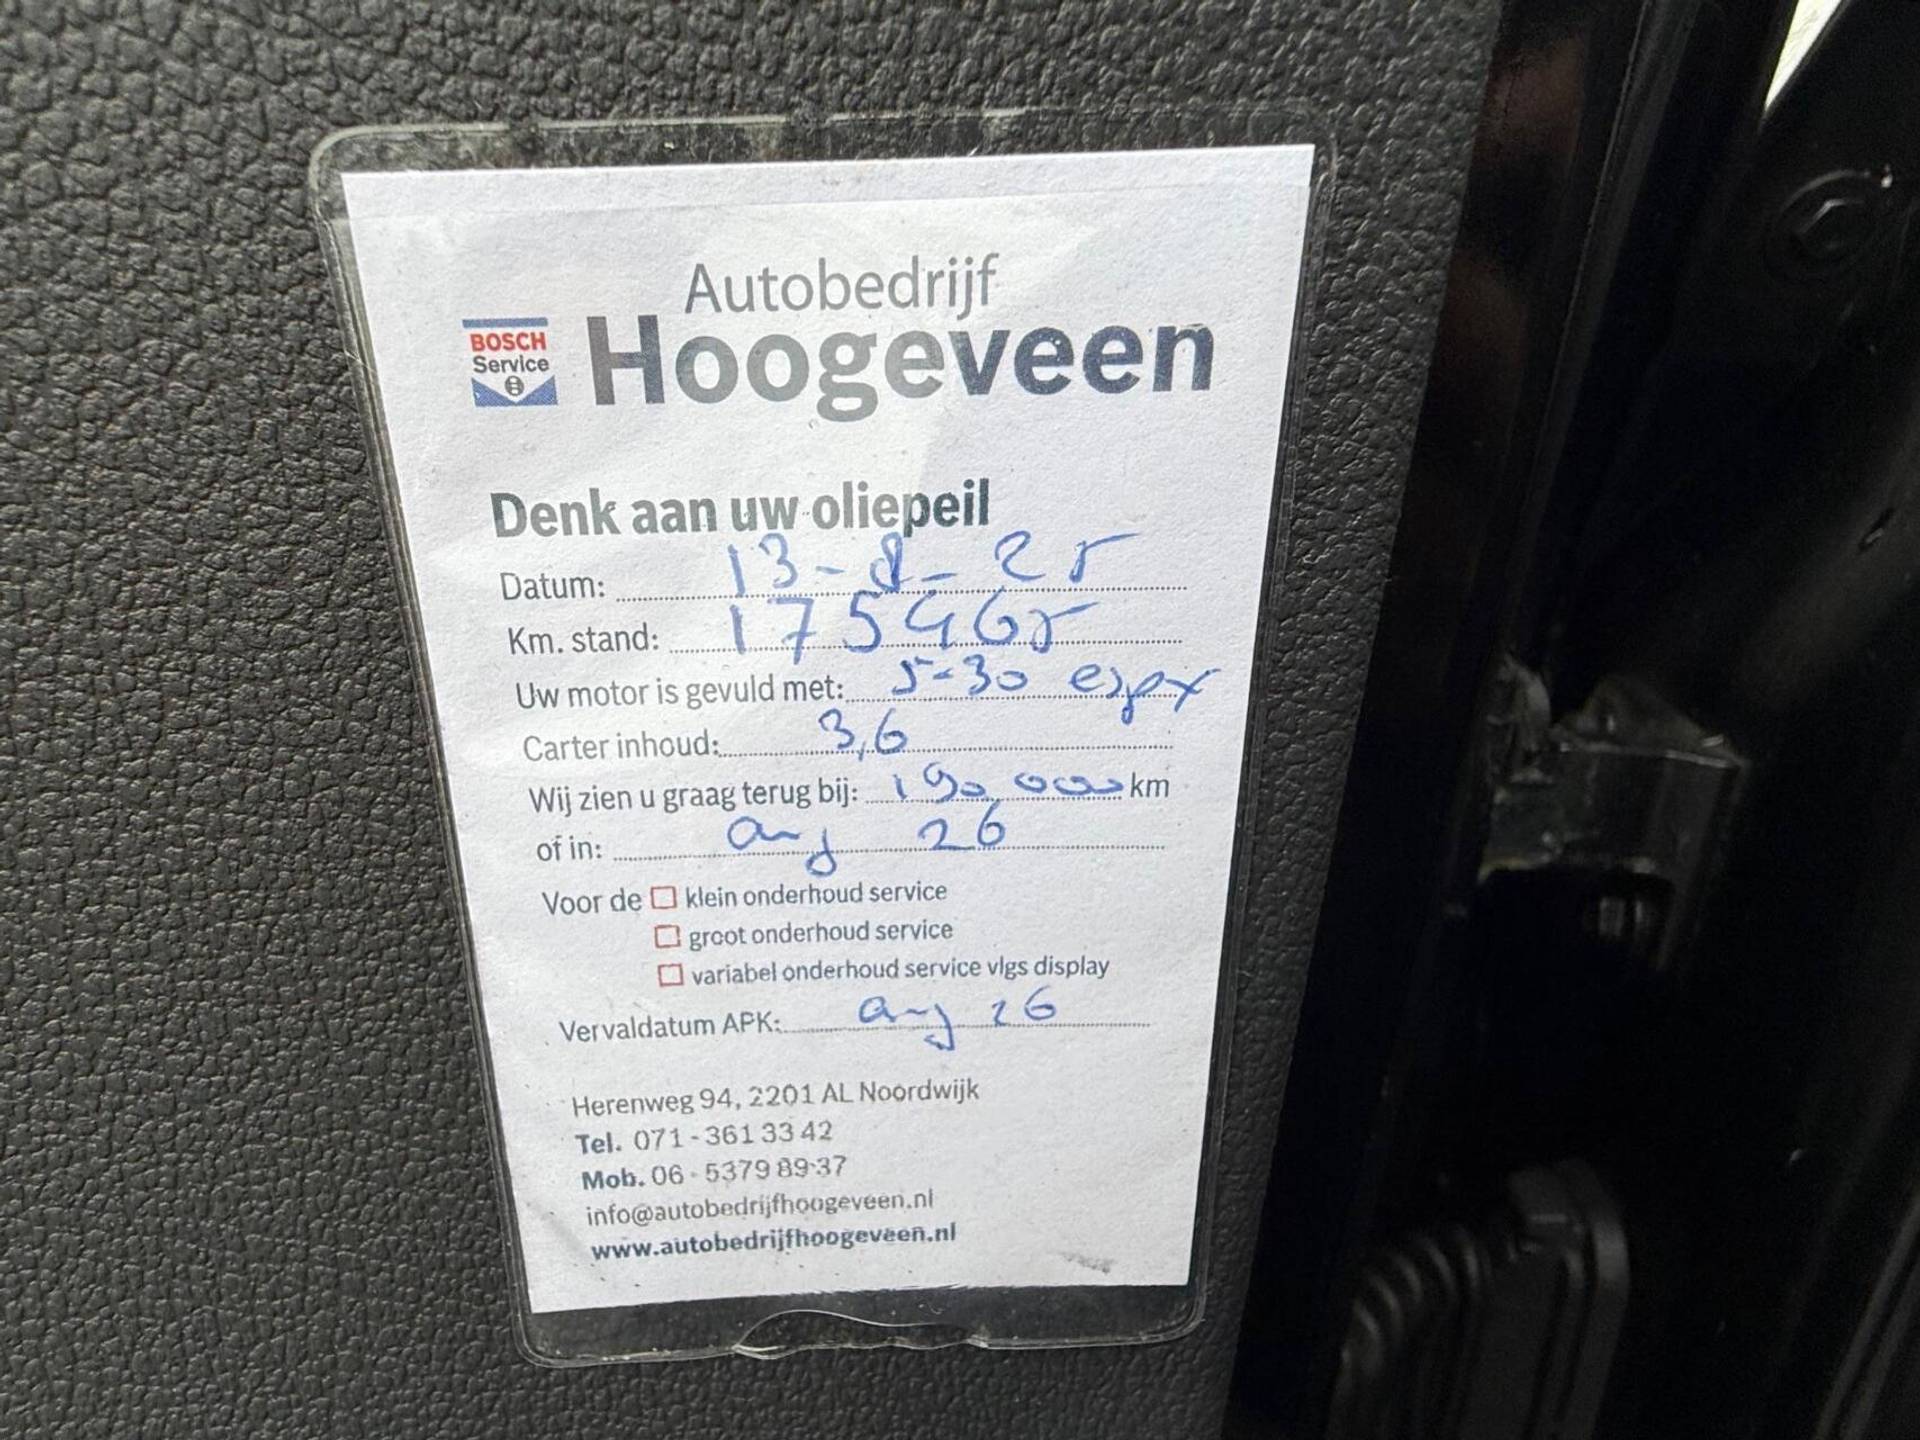 Autobedrijf
BOSCH
Service
Hoogeveen
Denk aan uw oliepeil
Datum: 13-8-25
Km. stand: 175465
Uw motor is gevuld met: 5-30
Carter inhoud: 3,6
Wij zien u graag terug bij: 190.000 km
of in: aug 26
Voor de klein onderhoud service
groot onderhoud service
variabel onderhoud service vlgs display
Vervaldatum APK: aug 26
Herenweg 94, 2201 AL Noordwijk
Tel. 071 - 361 33 42
Mob. 06 - 5379 89 37
info@autobedrijfhoogeveen.nl
www.autobedrijfhoogeveen.nl